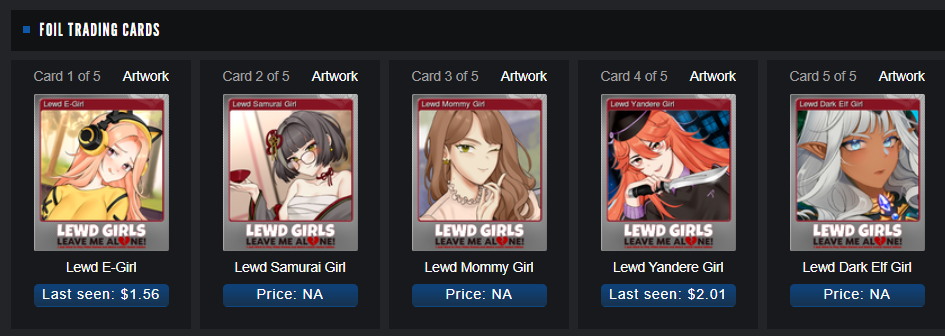 FOIL TRADING CARDS
Card 1 of 5 Artwork
Lewd E-Girl
LEWD GIRLS
LEAVE ME ALONE!
Lewd E-Girl
Last seen: $1.56
Card 2 of 5 Artwork
Lewd Samurai Girl
LEWD GIRLS
LEAVE ME ALONE!
Lewd Samurai Girl
Price: NA
Card 3 of 5 Artwork
Lewd Mommy Girl
LEWD GIRLS
LEAVE ME ALONE!
Lewd Mommy Girl
Price: NA
Card 4 of 5 Artwork
Lewd Yandere Girl
LEWD GIRLS
LEAVE ME ALONE!
Lewd Yandere Girl
Last seen: $2.01
Card 5 of 5 Artwork
Lewd Dark Elf Girl
LEWD GIRLS
LEAVE ME ALONE!
Lewd Dark Elf Girl
Price: NA